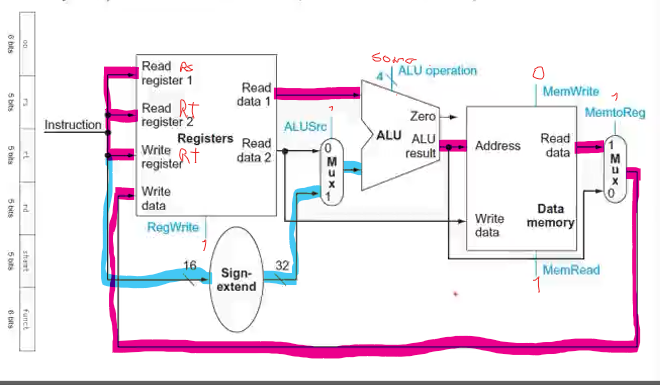 6 bits
op
5 bits
rs
5 bits
rt
5 bits
rd
5 bits
shamt
6 bits
funct
Instruction
Read Rs
register 1
Read RT
register 2
Write RT
register
Write
data
Registers
Read
data 1
Read
data 2
RegWrite
1
16
Sign-
extend
32
ALUSrc
1
0
M
u
x
1
4
ALU operation
Zero
ALU
ALU
result
0
MemWrite
Address
Read
data
Write
data
Data
memory
MemRead
1
1
MemtoReg
1
M
u
x
0